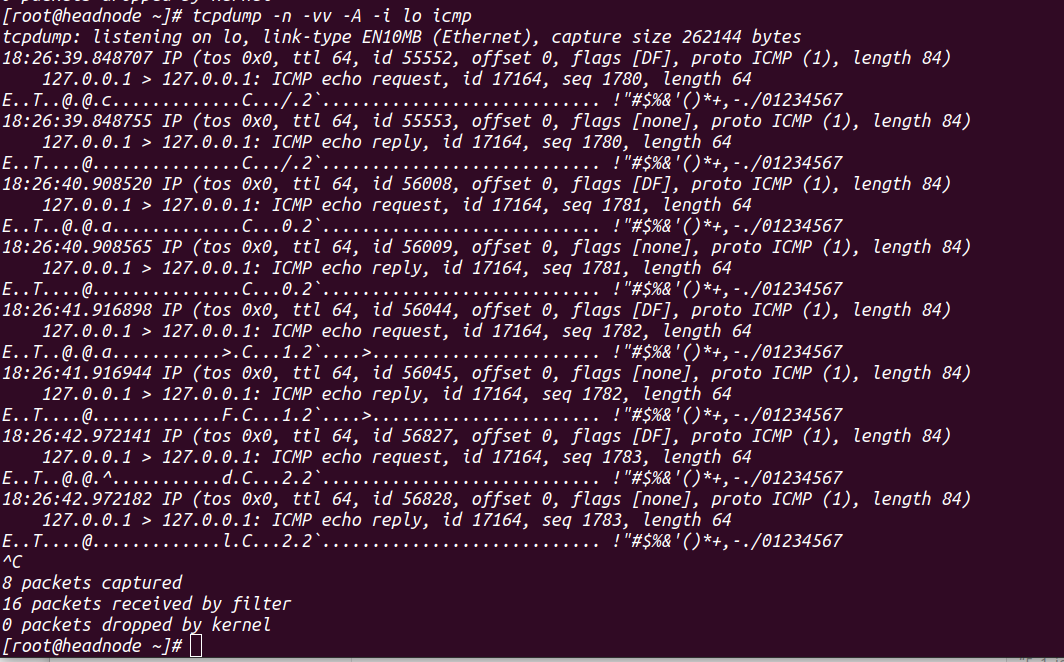 [root@headnode ~]# tcpdump -n -vv -A -i lo icmp
tcpdump: listening on lo, link-type EN10MB (Ethernet), capture size 262144 bytes
18:26:39.848707 IP (tos 0x0, ttl 64, id 55552, offset 0, flags [DF], proto ICMP (1), length 84)
    127.0.0.1 > 127.0.0.1: ICMP echo request, id 17164, seq 1780, length 64
E..T..@.@.c.............C.../.2`............................ !"#$%&'()*+,-./01234567
18:26:39.848755 IP (tos 0x0, ttl 64, id 55553, offset 0, flags [none], proto ICMP (1), length 84)
    127.0.0.1 > 127.0.0.1: ICMP echo reply, id 17164, seq 1780, length 64
E..T....@...............C.../.2`............................ !"#$%&'()*+,-./01234567
18:26:40.908520 IP (tos 0x0, ttl 64, id 56008, offset 0, flags [DF], proto ICMP (1), length 84)
    127.0.0.1 > 127.0.0.1: ICMP echo request, id 17164, seq 1781, length 64
E..T..@.@.a.............C...0.2`............................ !"#$%&'()*+,-./01234567
18:26:40.908565 IP (tos 0x0, ttl 64, id 56009, offset 0, flags [none], proto ICMP (1), length 84)
    127.0.0.1 > 127.0.0.1: ICMP echo reply, id 17164, seq 1781, length 64
E..T....@...............C...0.2`............................ !"#$%&'()*+,-./01234567
18:26:41.916898 IP (tos 0x0, ttl 64, id 56044, offset 0, flags [DF], proto ICMP (1), length 84)
    127.0.0.1 > 127.0.0.1: ICMP echo request, id 17164, seq 1782, length 64
E..T..@.@.a...........>.C...1.2`....>....................... !"#$%&'()*+,-./01234567
18:26:41.916944 IP (tos 0x0, ttl 64, id 56045, offset 0, flags [none], proto ICMP (1), length 84)
    127.0.0.1 > 127.0.0.1: ICMP echo reply, id 17164, seq 1782, length 64
E..T....@.............F.C...1.2`....>....................... !"#$%&'()*+,-./01234567
18:26:42.972141 IP (tos 0x0, ttl 64, id 56827, offset 0, flags [DF], proto ICMP (1), length 84)
    127.0.0.1 > 127.0.0.1: ICMP echo request, id 17164, seq 1783, length 64
E..T..@.@.^...........d.C...2.2`............................ !"#$%&'()*+,-./01234567
18:26:42.972182 IP (tos 0x0, ttl 64, id 56828, offset 0, flags [none], proto ICMP (1), length 84)
    127.0.0.1 > 127.0.0.1: ICMP echo reply, id 17164, seq 1783, length 64
E..T....@.............l.C...2.2`............................ !"#$%&'()*+,-./01234567
^C
8 packets captured
16 packets received by filter
0 packets dropped by kernel
[root@headnode ~]#